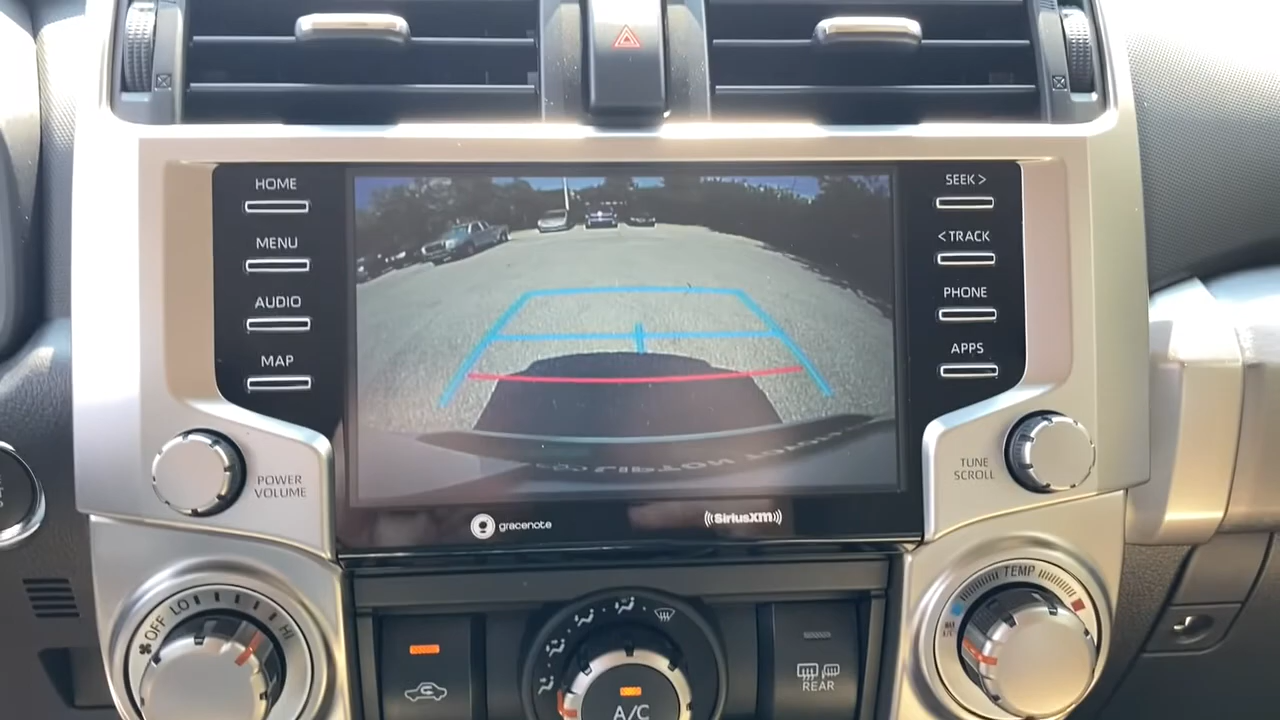 HOME
MENU
AUDIO
MAP
SEEK >
< TRACK
PHONE
APPS
POWER
VOLUME
TUNE
SCROLL
gracenote
((SiriusXM))
OFF
LO
HI
A/C
REAR
TEMP
MAX
A/C